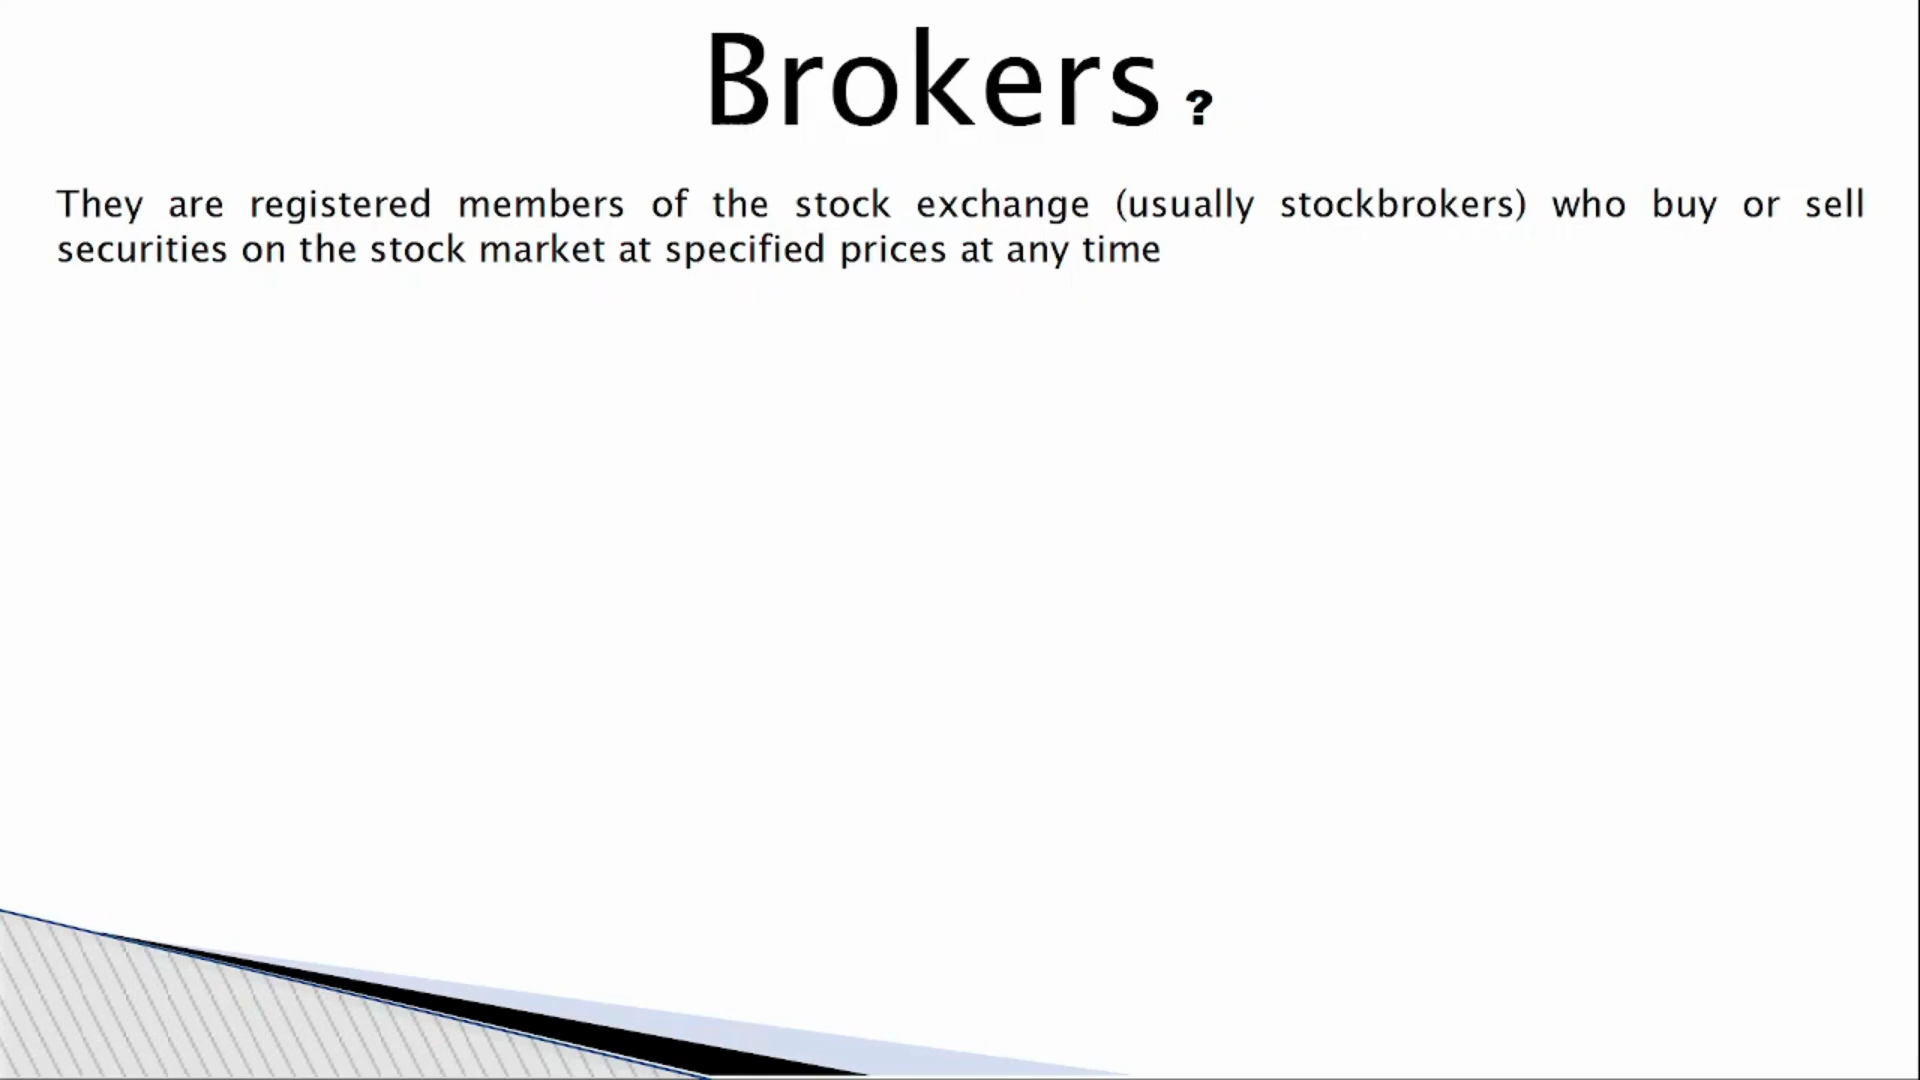 Brokers ?
They are registered members of the stock exchange (usually stockbrokers) who buy or sell
securities on the stock market at specified prices at any time